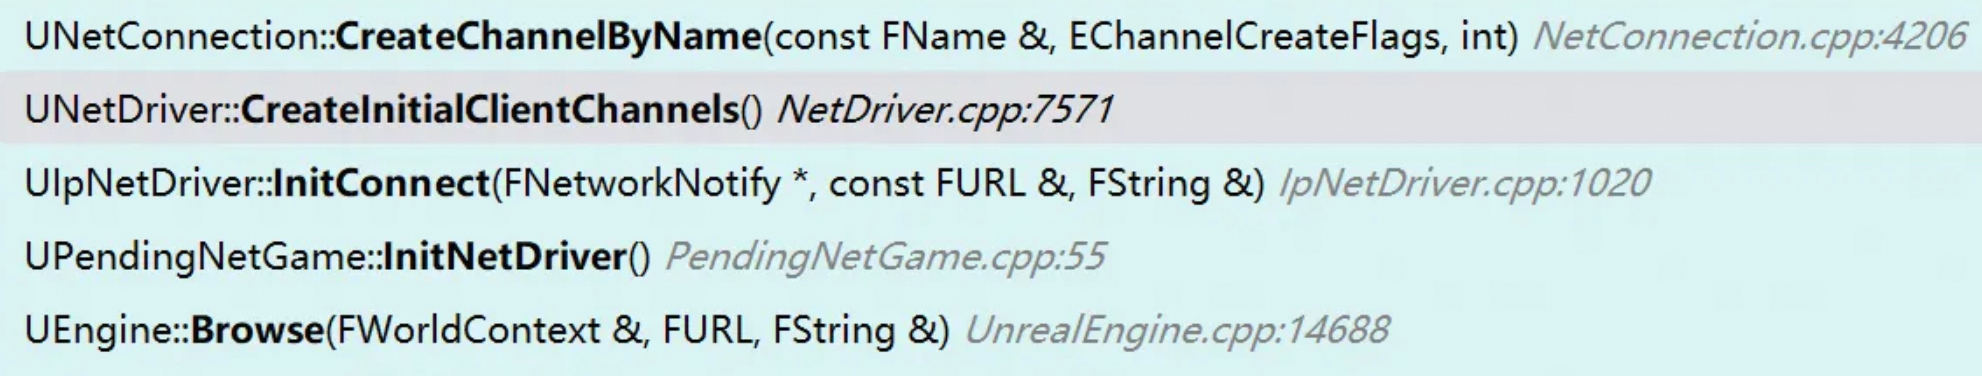 UNetConnection::CreateChannelByName(const FName &, EChannelCreateFlags, int) NetConnection.cpp:4206
UNetDriver::CreateInitialClientChannels() NetDriver.cpp:7571
UIpNetDriver::InitConnect(FNetworkNotify *, const FURL &, FString &) IpNetDriver.cpp:1020
UPendingNetGame::InitNetDriver() PendingNetGame.cpp:55
UEngine::Browse(FWorldContext &, FURL, FString &) UnrealEngine.cpp:14688